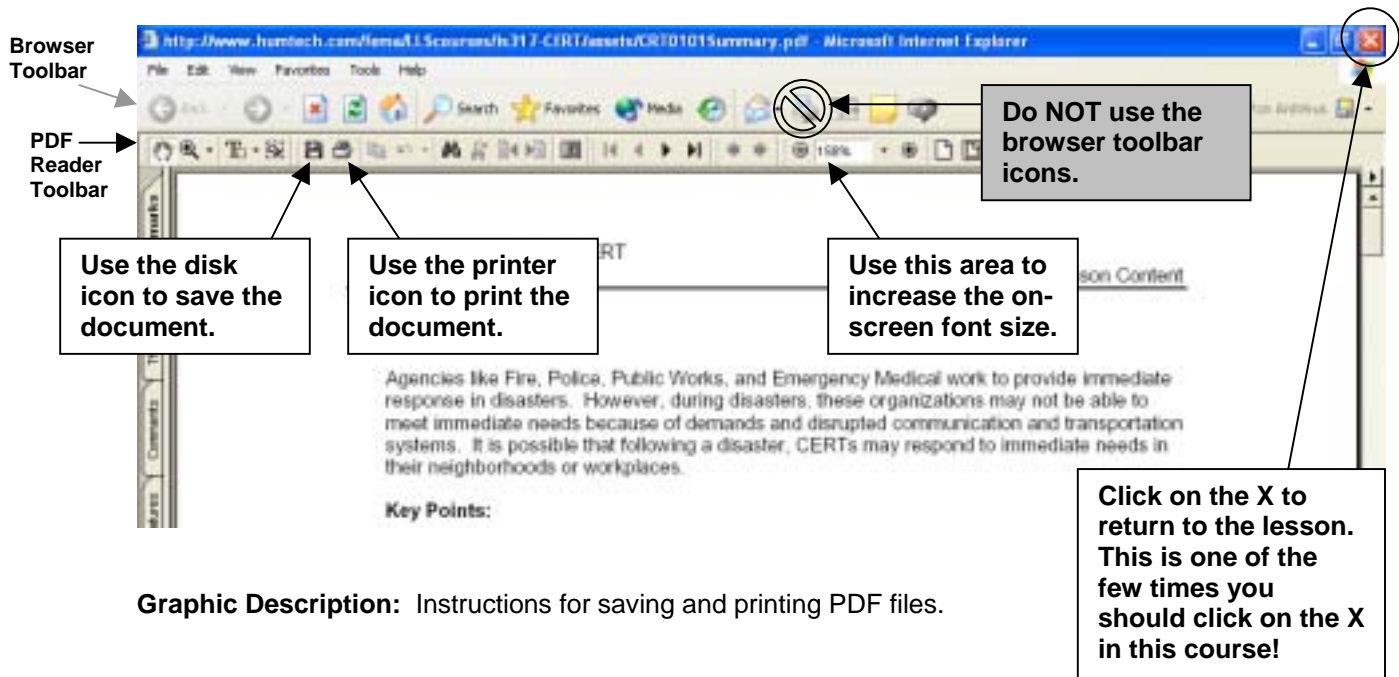 http://www.humtech.com/fema/LLScourses/Is317-CERT/assets/CRT0101Summary.pdf - Microsoft Internet Explorer
Browser
Toolbar
File Edit View Favorites Tools Help
Back Search Favorites Media
PDF
Reader
Toolbar
158%
Do NOT use the
browser toolbar
icons.
Use the disk
icon to save the
document.
Use the printer
icon to print the
document.
Use this area to
increase the on-
screen font size.
Comments
Agencies like Fire, Police, Public Works, and Emergency Medical work to provide immediate
response in disasters. However, during disasters, these organizations may not be able to
meet immediate needs because of demands and disrupted communication and transportation
systems. It is possible that following a disaster, CERTs may respond to immediate needs in
their neighborhoods or workplaces.
Key Points:
Click on the X to
return to the lesson.
This is one of the
few times you
should click on the X
in this course!
Graphic Description: Instructions for saving and printing PDF files.